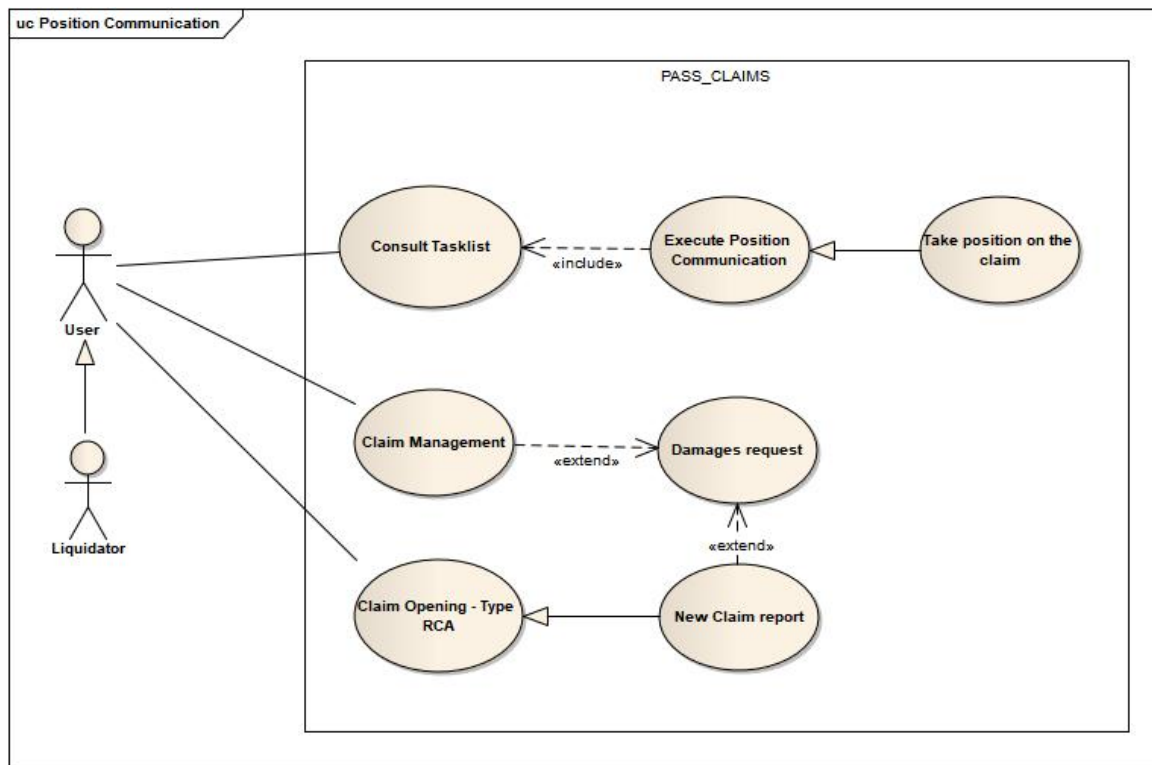 uc Position Communication
PASS_CLAIMS
Consult Tasklist
«include»
Execute Position
Communication
Take position on the
claim
User
Claim Management
«extend»
Damages request
Liquidator
«extend»
Claim Opening - Type
RCA
New Claim report